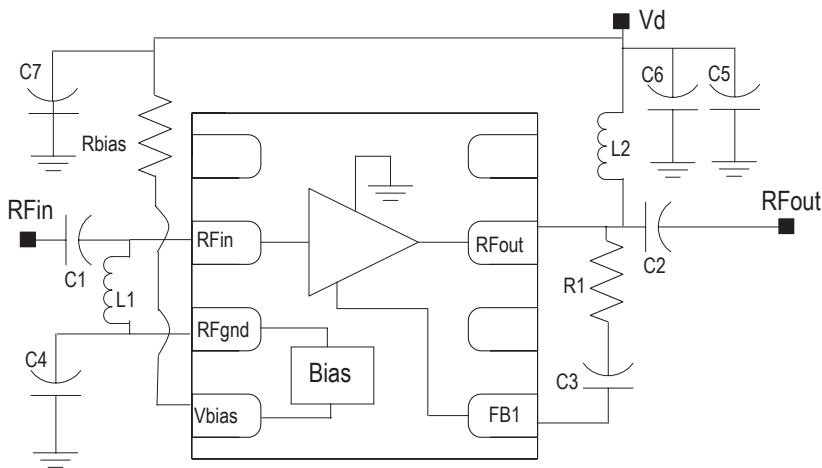 Vd
C7
C6
C5
Rbias
L2
RFin
RFout
RFin
RFout
C1
C2
L1
R1
RFgnd
C4
Bias
C3
Vbias
FB1